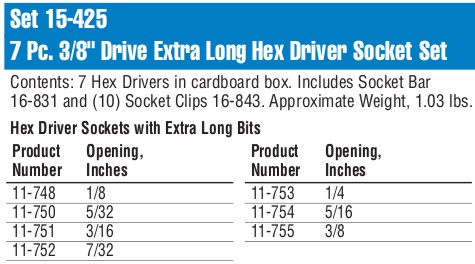 Set 15-425
7 Pc. 3/8" Drive Extra Long Hex Driver Socket Set
Contents: 7 Hex Drivers in cardboard box. Includes Socket Bar
16-831 and (10) Socket Clips 16-843. Approximate Weight, 1.03 lbs.
Hex Driver Sockets with Extra Long Bits
Product Opening,
Number Inches
11-748 1/8
11-750 5/32
11-751 3/16
11-752 7/32
Product Opening,
Number Inches
11-753 1/4
11-754 5/16
11-755 3/8